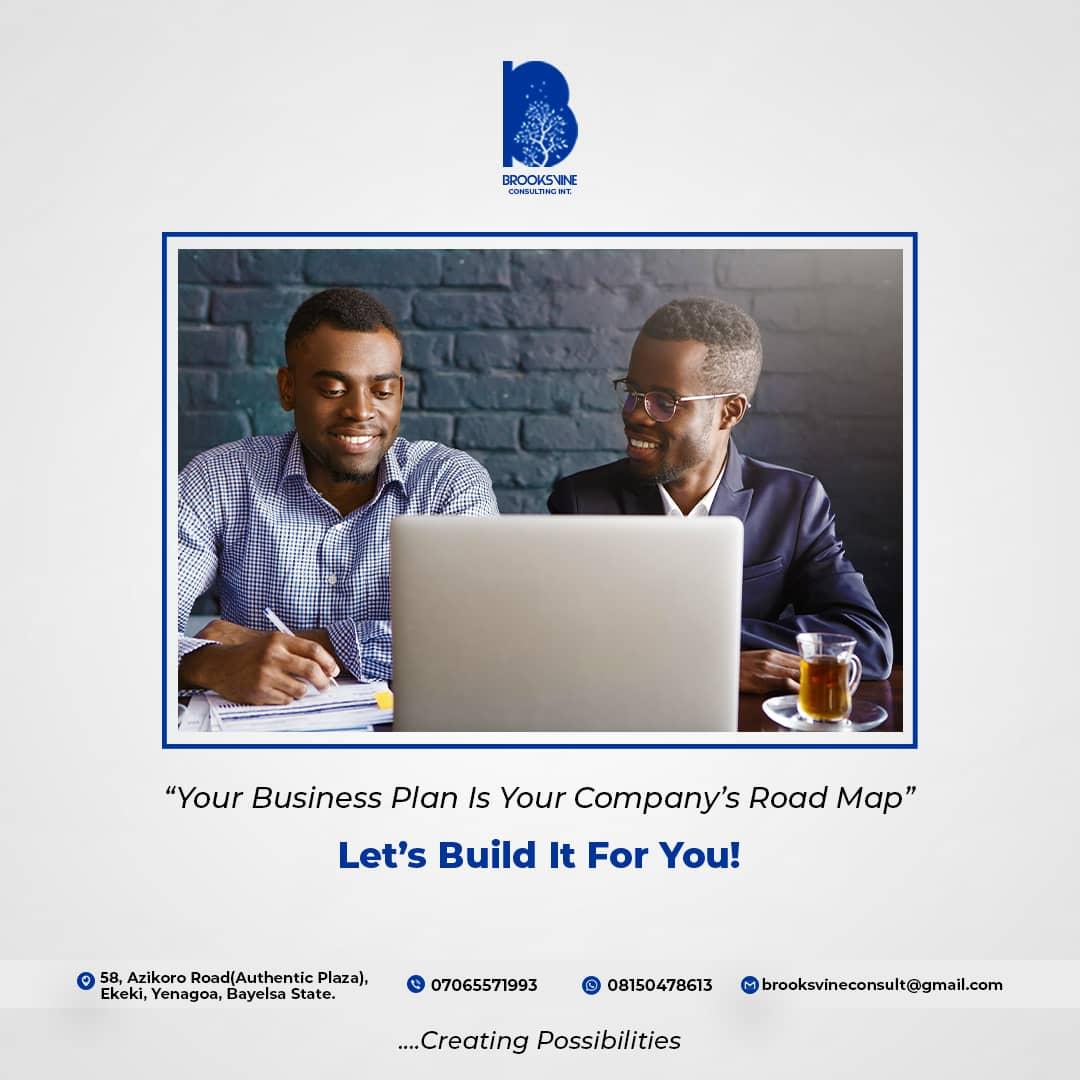 BROOKSVINE
CONSULTING INT.
“Your Business Plan Is Your Company’s Road Map”
Let’s Build It For You!
58, Azikoro Road(Authentic Plaza),
Ekeki, Yenagoa, Bayelsa State.
07065571993
08150478613
brooksvineconsult@gmail.com
....Creating Possibilities